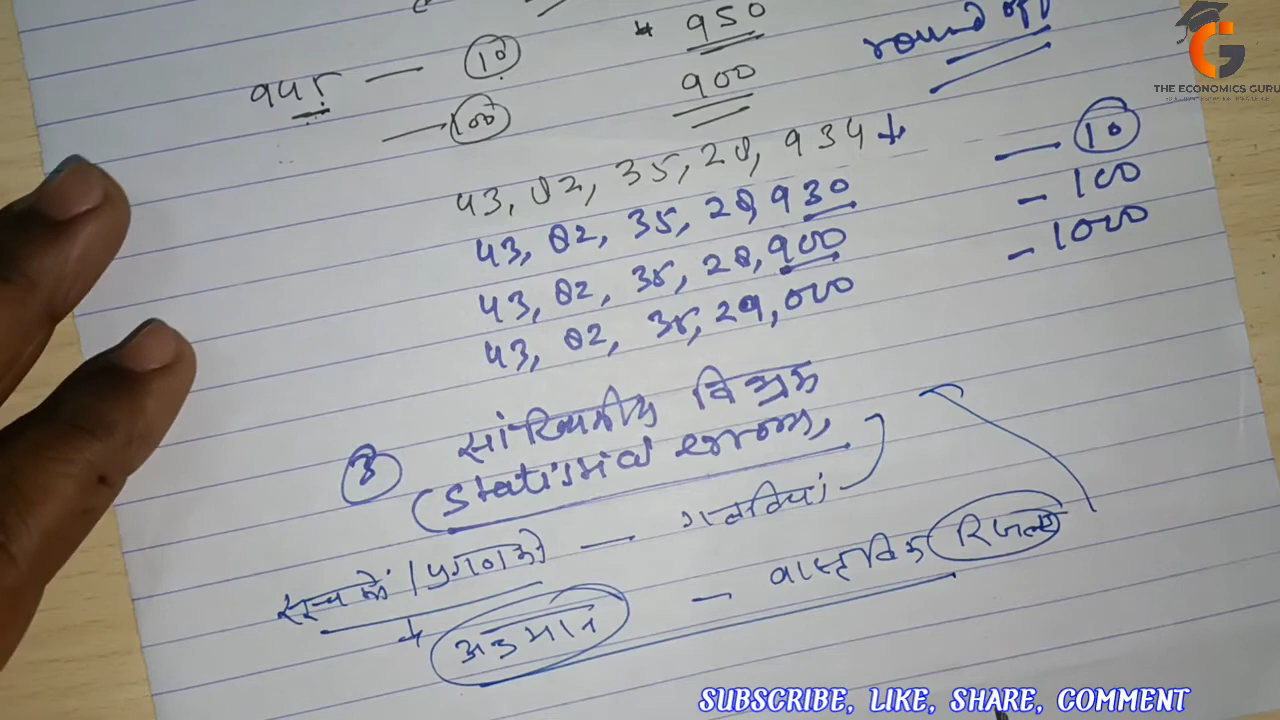 950
round off
945 — 10
900
→ 100
43, 02, 35, 28, 934 — 10
43, 02, 35, 28, 930 - 100
43, 02, 35, 28, 900 - 1000
43, 02, 35, 29, 000
3 सांख्यिकीय विभ्रम
(Statistical errors,
— गलतियां
अनुमान — वास्तविक रिजल्ट
THE ECONOMICS GURU
SUBSCRIBE, LIKE, SHARE, COMMENT